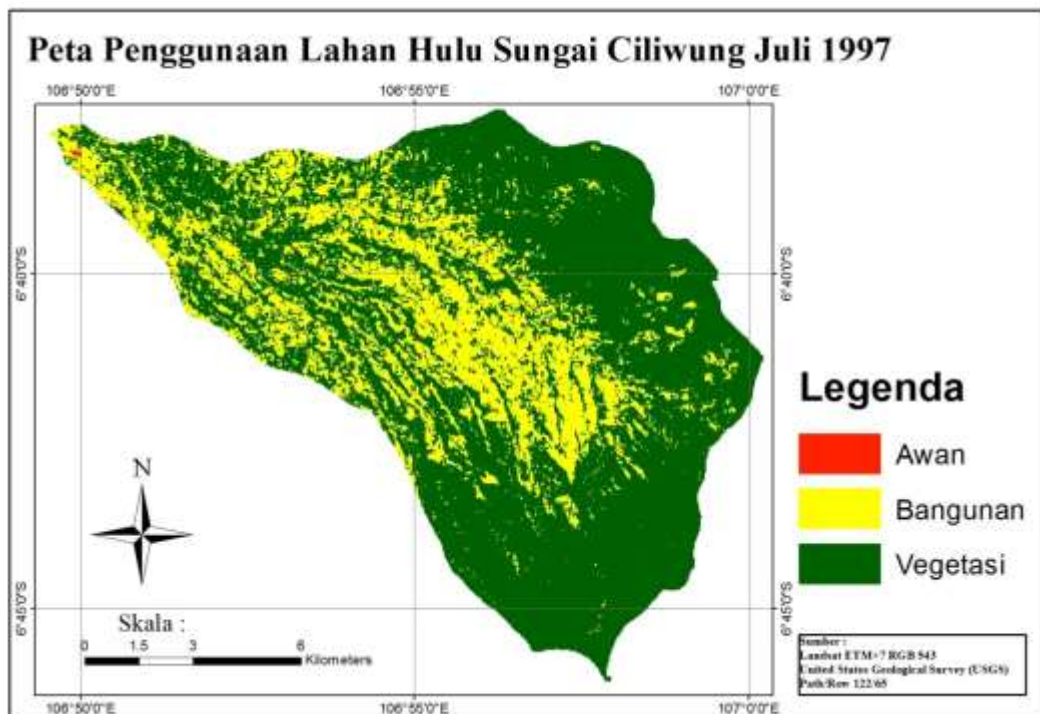 Peta Penggunaan Lahan Hulu Sungai Ciliwung Juli 1997
106°50'0"E 106°55'0"E 107°0'0"E
6°40'0"S 6°40'0"S
Legenda
Awan
Bangunan
Vegetasi
N
6°45'0"S 6°45'0"S
Skala :
0 1.5 3 6
Kilometers
Sumber :
Landsat ETM+7 RGB 543
United States Geological Survey (USGS)
Path/Row 122/65
106°50'0"E 106°55'0"E 107°0'0"E